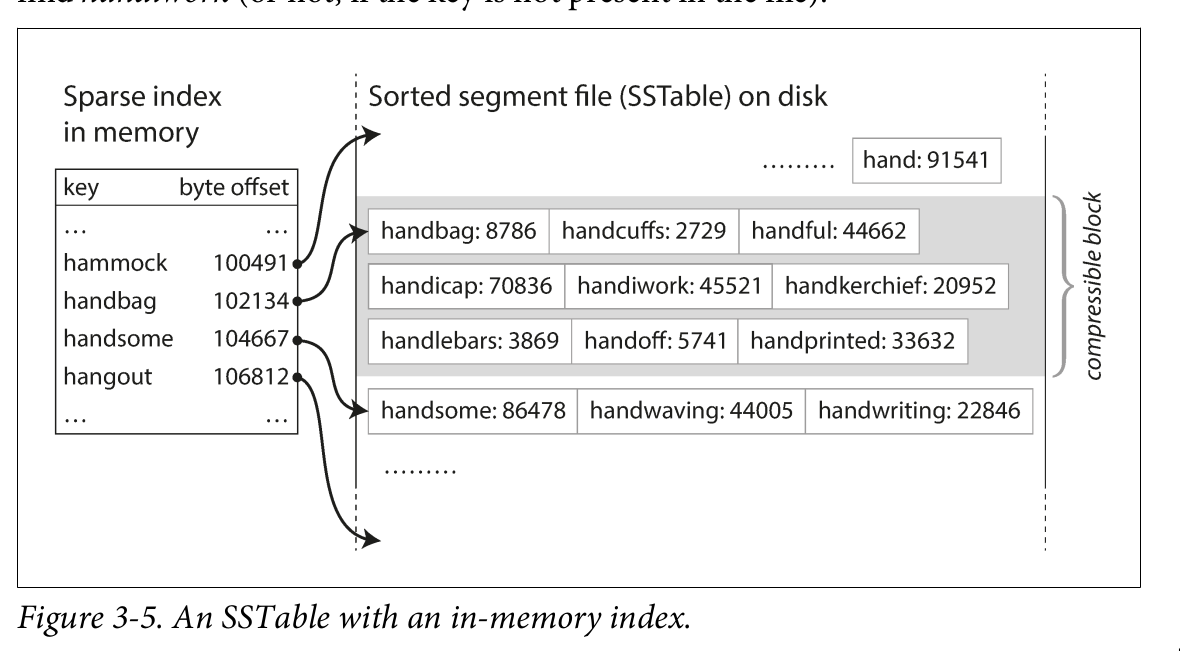 find handiwork (or not, if the key is not present in the file).
Sparse index
in memory
key byte offset
... ...
hammock 100491
handbag 102134
handsome 104667
hangout 106812
... ...
Sorted segment file (SSTable) on disk
......... hand: 91541
handbag: 8786 handcuffs: 2729 handful: 44662
handicap: 70836 handiwork: 45521 handkerchief: 20952
handlebars: 3869 handoff: 5741 handprinted: 33632
handsome: 86478 handwaving: 44005 handwriting: 22846
.........
compressible block
Figure 3-5. An SSTable with an in-memory index.